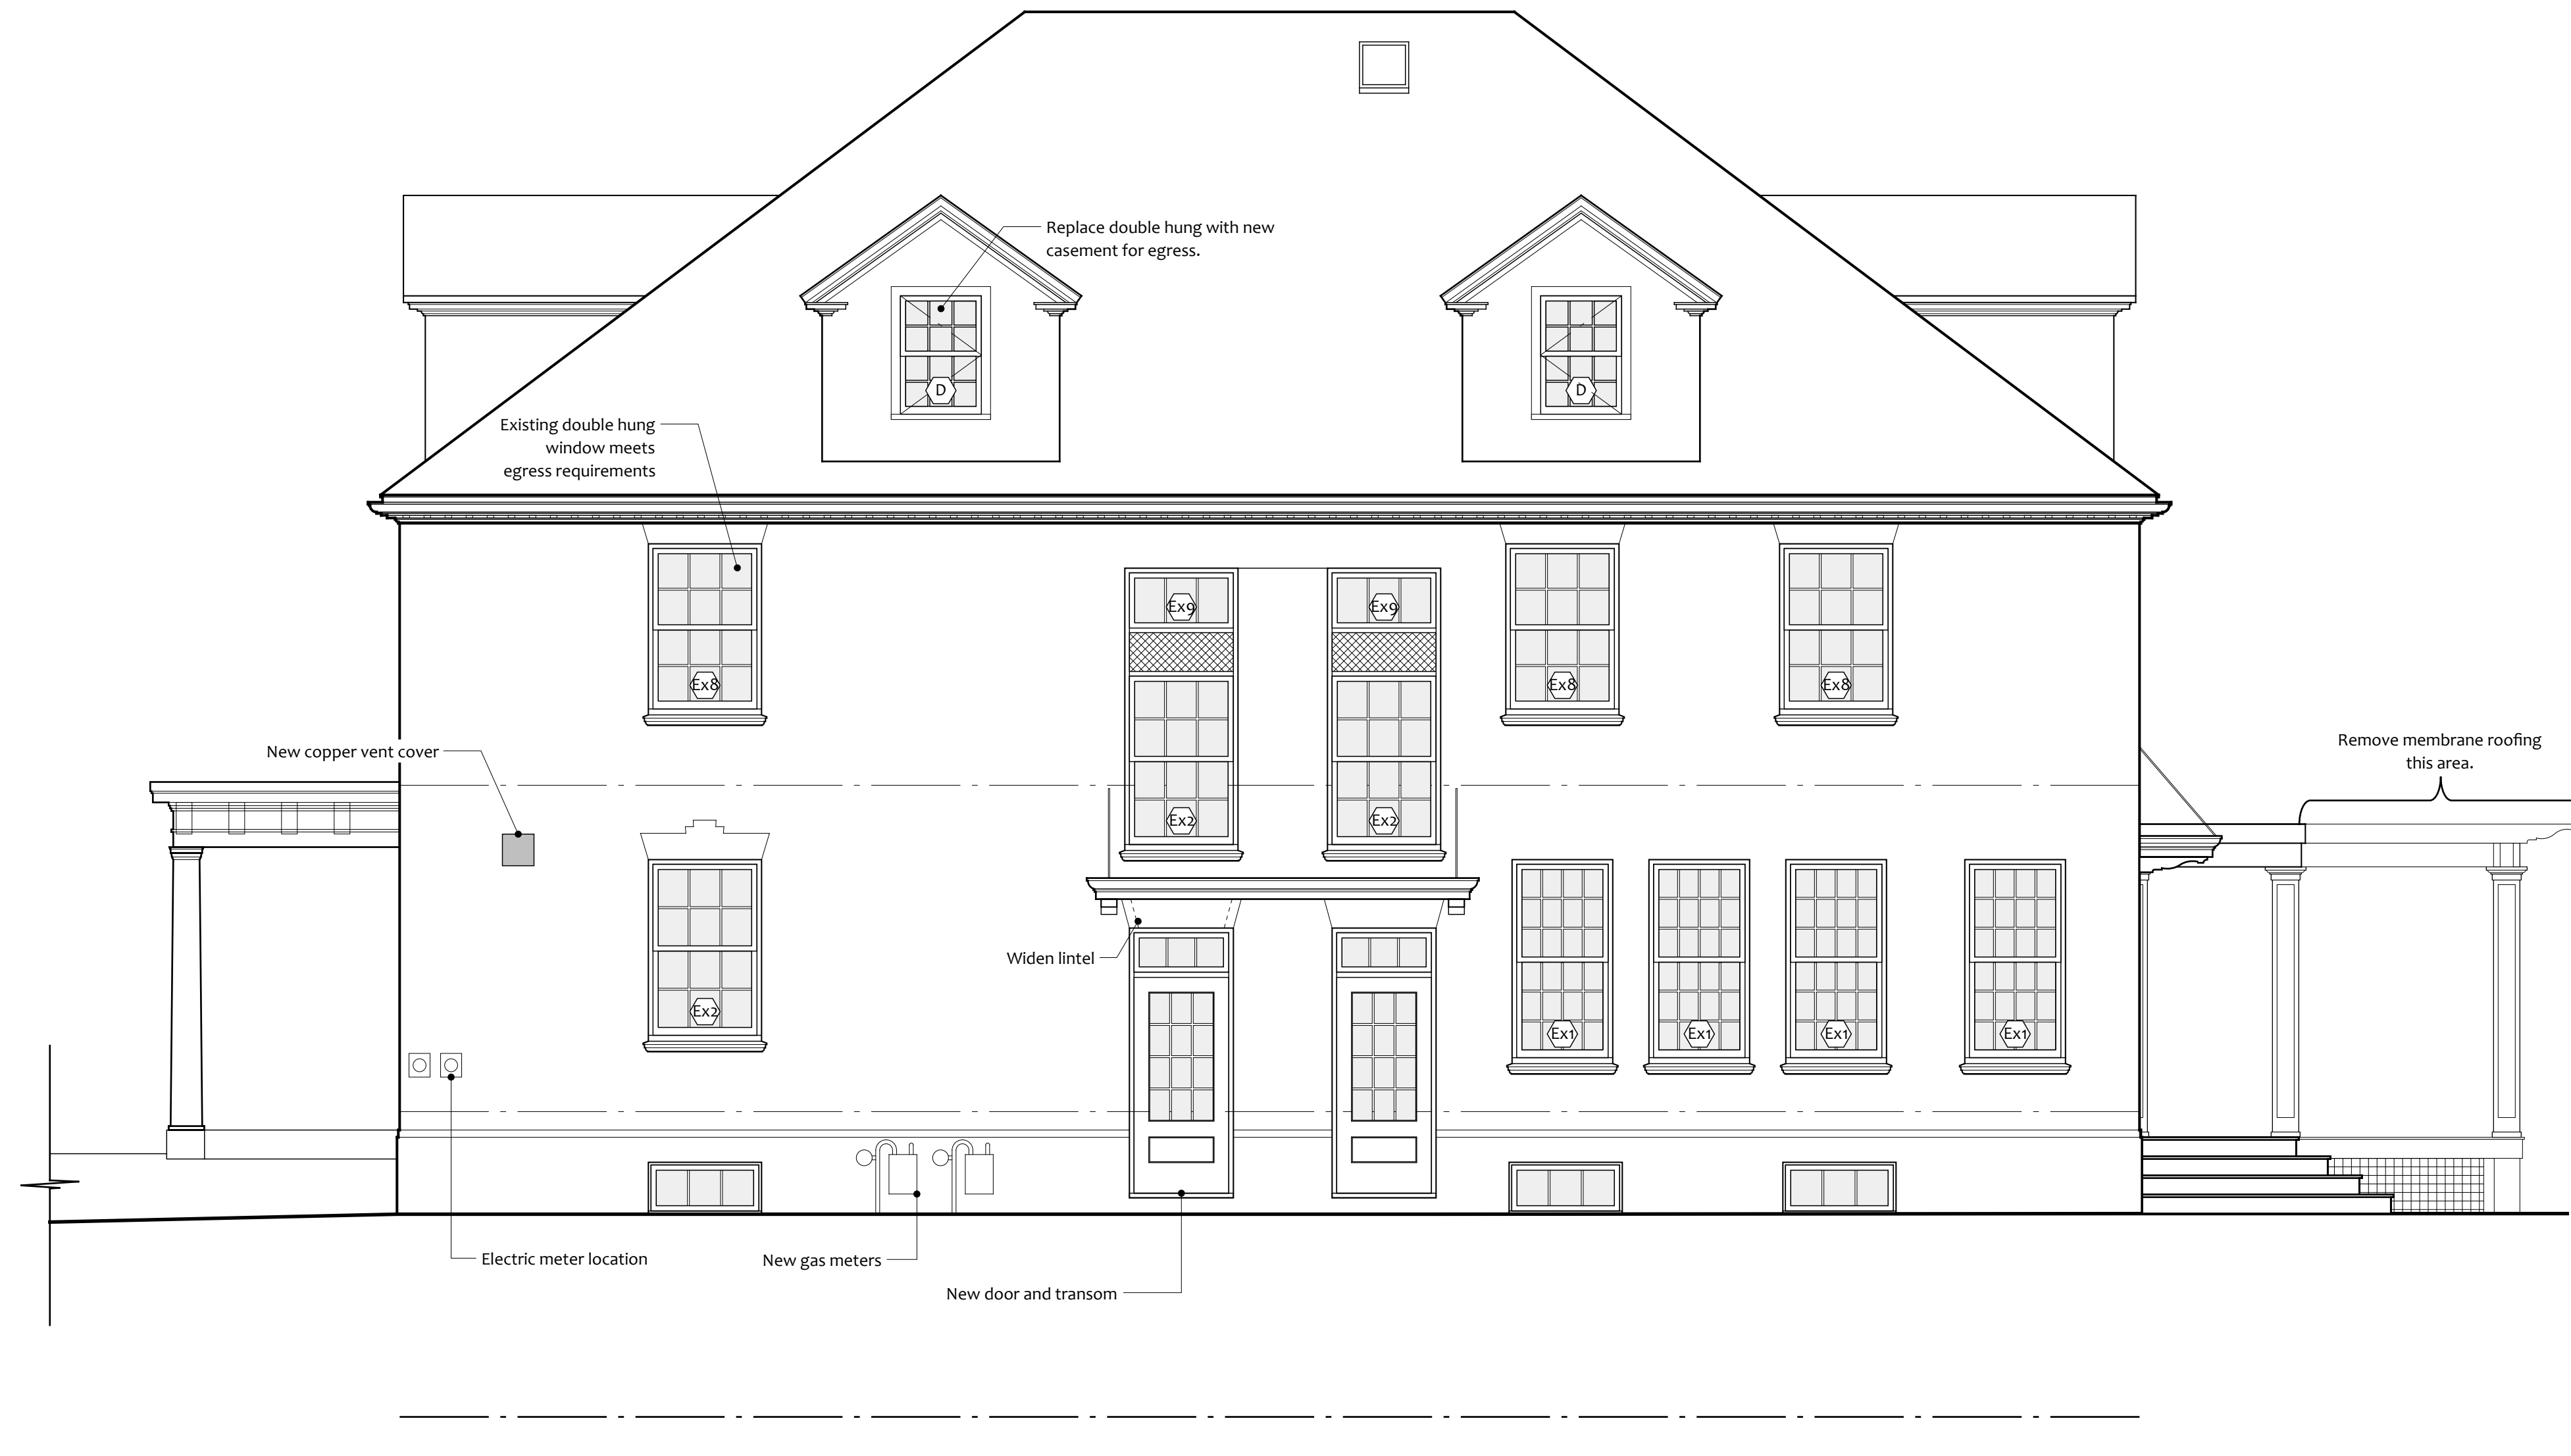 Replace double hung with new
casement for egress.
D
D
Existing double hung
window meets
egress requirements
Ex9
Ex9
Ex8
Ex8
Ex8
New copper vent cover
Remove membrane roofing
this area.
Ex2
Ex2
Widen lintel
Ex2
Ex1
Ex1
Ex1
Ex1
Electric meter location
New gas meters
New door and transom